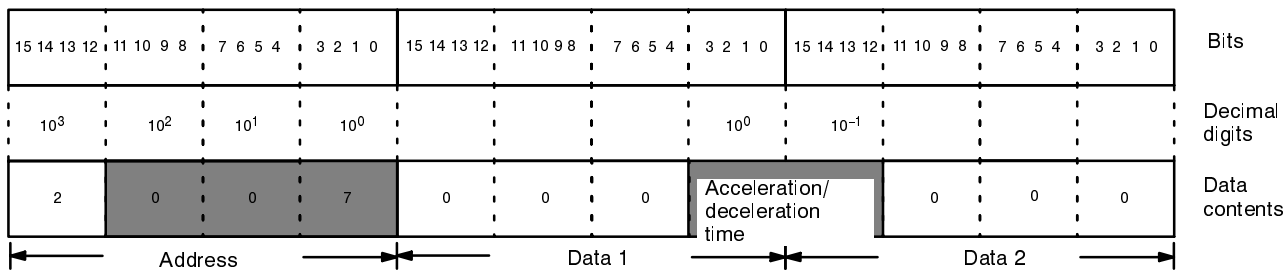 15 14 13 12 11 10 9 8 7 6 5 4 3 2 1 0 15 14 13 12 11 10 9 8 7 6 5 4 3 2 1 0 15 14 13 12 11 10 9 8 7 6 5 4 3 2 1 0 Bits
10³ 10² 10¹ 10⁰ 10⁰ 10⁻¹ Decimal digits
2 0 0 7 0 0 0 Acceleration/ deceleration time 0 0 0 Data contents
Address Data 1 Data 2